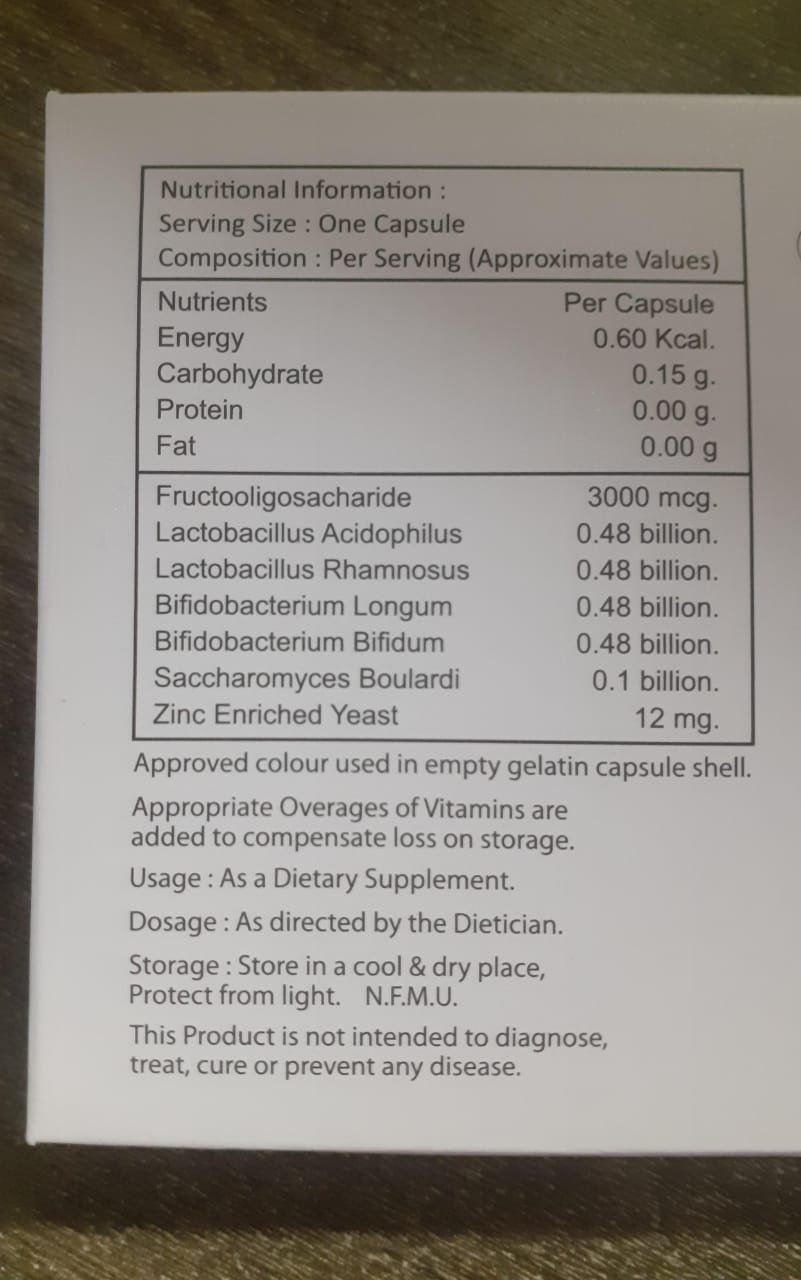 Nutritional Information :
Serving Size : One Capsule
Composition : Per Serving (Approximate Values)
Nutrients Per Capsule
Energy 0.60 Kcal.
Carbohydrate 0.15 g.
Protein 0.00 g.
Fat 0.00 g
Fructooligosacharide 3000 mcg.
Lactobacillus Acidophilus 0.48 billion.
Lactobacillus Rhamnosus 0.48 billion.
Bifidobacterium Longum 0.48 billion.
Bifidobacterium Bifidum 0.48 billion.
Saccharomyces Boulardi 0.1 billion.
Zinc Enriched Yeast 12 mg.
Approved colour used in empty gelatin capsule shell.
Appropriate Overages of Vitamins are
added to compensate loss on storage.
Usage : As a Dietary Supplement.
Dosage : As directed by the Dietician.
Storage : Store in a cool & dry place,
Protect from light. N.F.M.U.
This Product is not intended to diagnose,
treat, cure or prevent any disease.